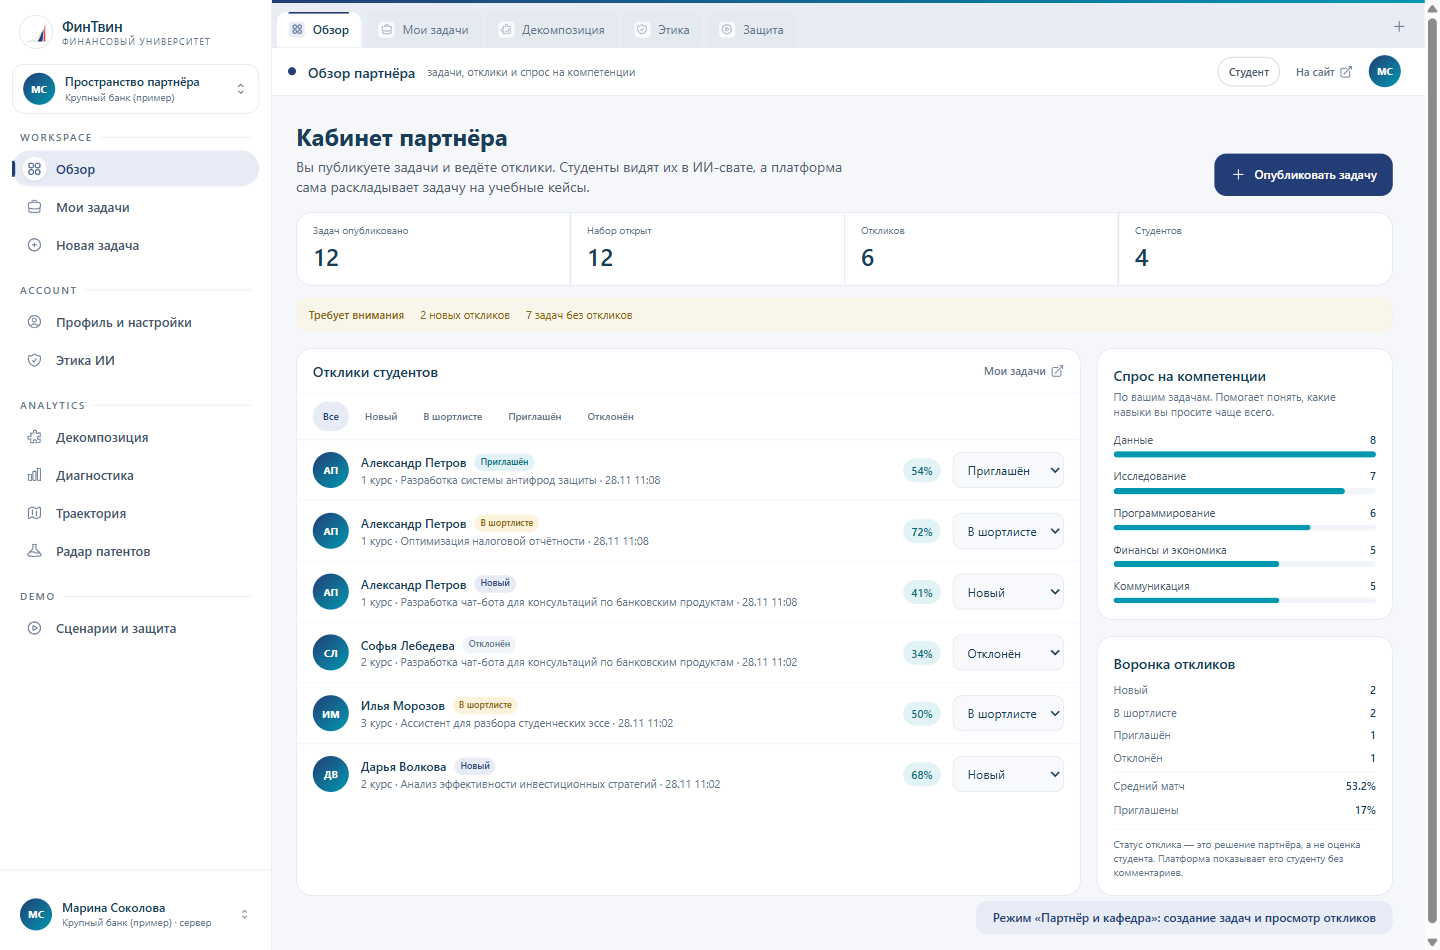 ФинТвин
ФИНАНСОВЫЙ УНИВЕРСИТЕТ
МС
Пространство партнёра
Крупный банк (пример)
WORKSPACE
Обзор
Мои задачи
Новая задача
ACCOUNT
Профиль и настройки
Этика ИИ
ANALYTICS
Декомпозиция
Диагностика
Траектория
Радар патентов
DEMO
Сценарии и защита
МС
Марина Соколова
Крупный банк (пример) · сервер
Обзор
Мои задачи
Декомпозиция
Этика
Защита
Обзор партнёра
задачи, отклики и спрос на компетенции
Студент
На сайт
МС
Кабинет партнёра
Вы публикуете задачи и ведёте отклики. Студенты видят их в ИИ-свате, а платформа
сама раскладывает задачу на учебные кейсы.
+ Опубликовать задачу
Задач опубликовано
12
Набор открыт
12
Откликов
6
Студентов
4
Требует внимания 2 новых откликов 7 задач без откликов
Отклики студентов
Мои задачи
Все Новый В шортлисте Приглашён Отклонён
АП
Александр Петров Приглашён
1 курс · Разработка системы антифрод защиты · 28.11 11:08
54% Приглашён
АП
Александр Петров В шортлисте
1 курс · Оптимизация налоговой отчётности · 28.11 11:08
72% В шортлисте
АП
Александр Петров Новый
1 курс · Разработка чат-бота для консультаций по банковским продуктам · 28.11 11:08
41% Новый
СЛ
Софья Лебедева Отклонён
2 курс · Разработка чат-бота для консультаций по банковским продуктам · 28.11 11:02
34% Отклонён
ИМ
Илья Морозов В шортлисте
3 курс · Ассистент для разбора студенческих эссе · 28.11 11:02
50% В шортлисте
ДВ
Дарья Волкова Новый
2 курс · Анализ эффективности инвестиционных стратегий · 28.11 11:02
68% Новый
Спрос на компетенции
По вашим задачам. Помогает понять, какие
навыки вы просите чаще всего.
Данные 8
Исследование 7
Программирование 6
Финансы и экономика 5
Коммуникация 5
Воронка откликов
Новый 2
В шортлисте 2
Приглашён 1
Отклонён 1
Средний матч 53.2%
Приглашены 17%
Статус отклика — это решение партнёра, а не оценка
студента. Платформа показывает его студенту без
комментариев.
Режим «Партнёр и кафедра»: создание задач и просмотр откликов